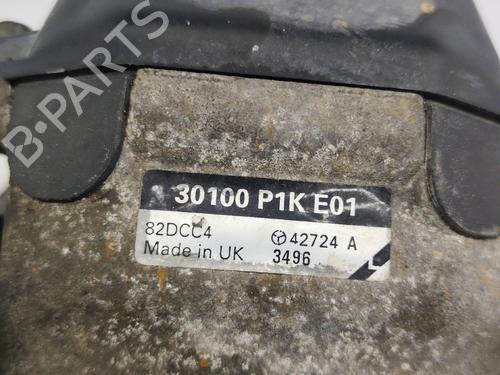 B-PARTS
30100 P1K E01
82DCC4 42724 A
Made in UK 3496